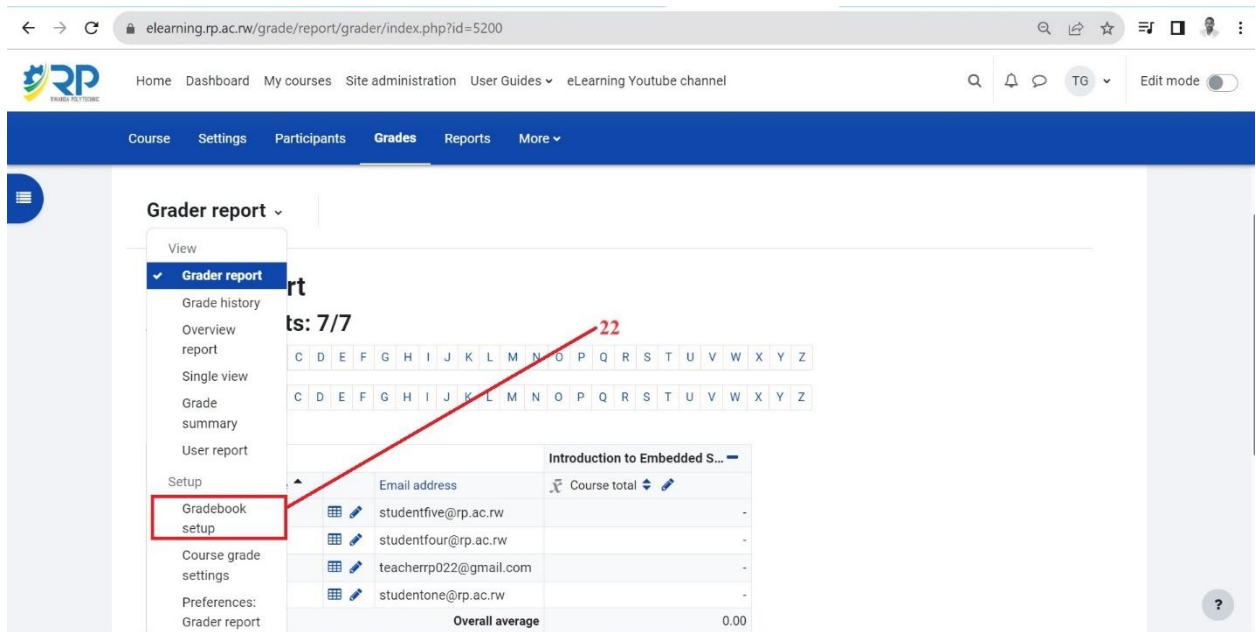 elearning.rp.ac.rw/grade/report/grader/index.php?id=5200
RP
RWANDA POLYTECHNIC
Home Dashboard My courses Site administration User Guides eLearning Youtube channel
TG
Edit mode
Course Settings Participants Grades Reports More
Grader report
View
Grader report
Grade history
Overview
report
Single view
Grade
summary
User report
Setup
Gradebook
setup
Course grade
settings
Preferences:
Grader report
rt
ts: 7/7
22
C D E F G H I J K L M N O P Q R S T U V W X Y Z
C D E F G H I J K L M N O P Q R S T U V W X Y Z
Introduction to Embedded S...
Email address Course total
studentfive@rp.ac.rw -
studentfour@rp.ac.rw -
teacherrp022@gmail.com -
studentone@rp.ac.rw -
Overall average 0.00
?